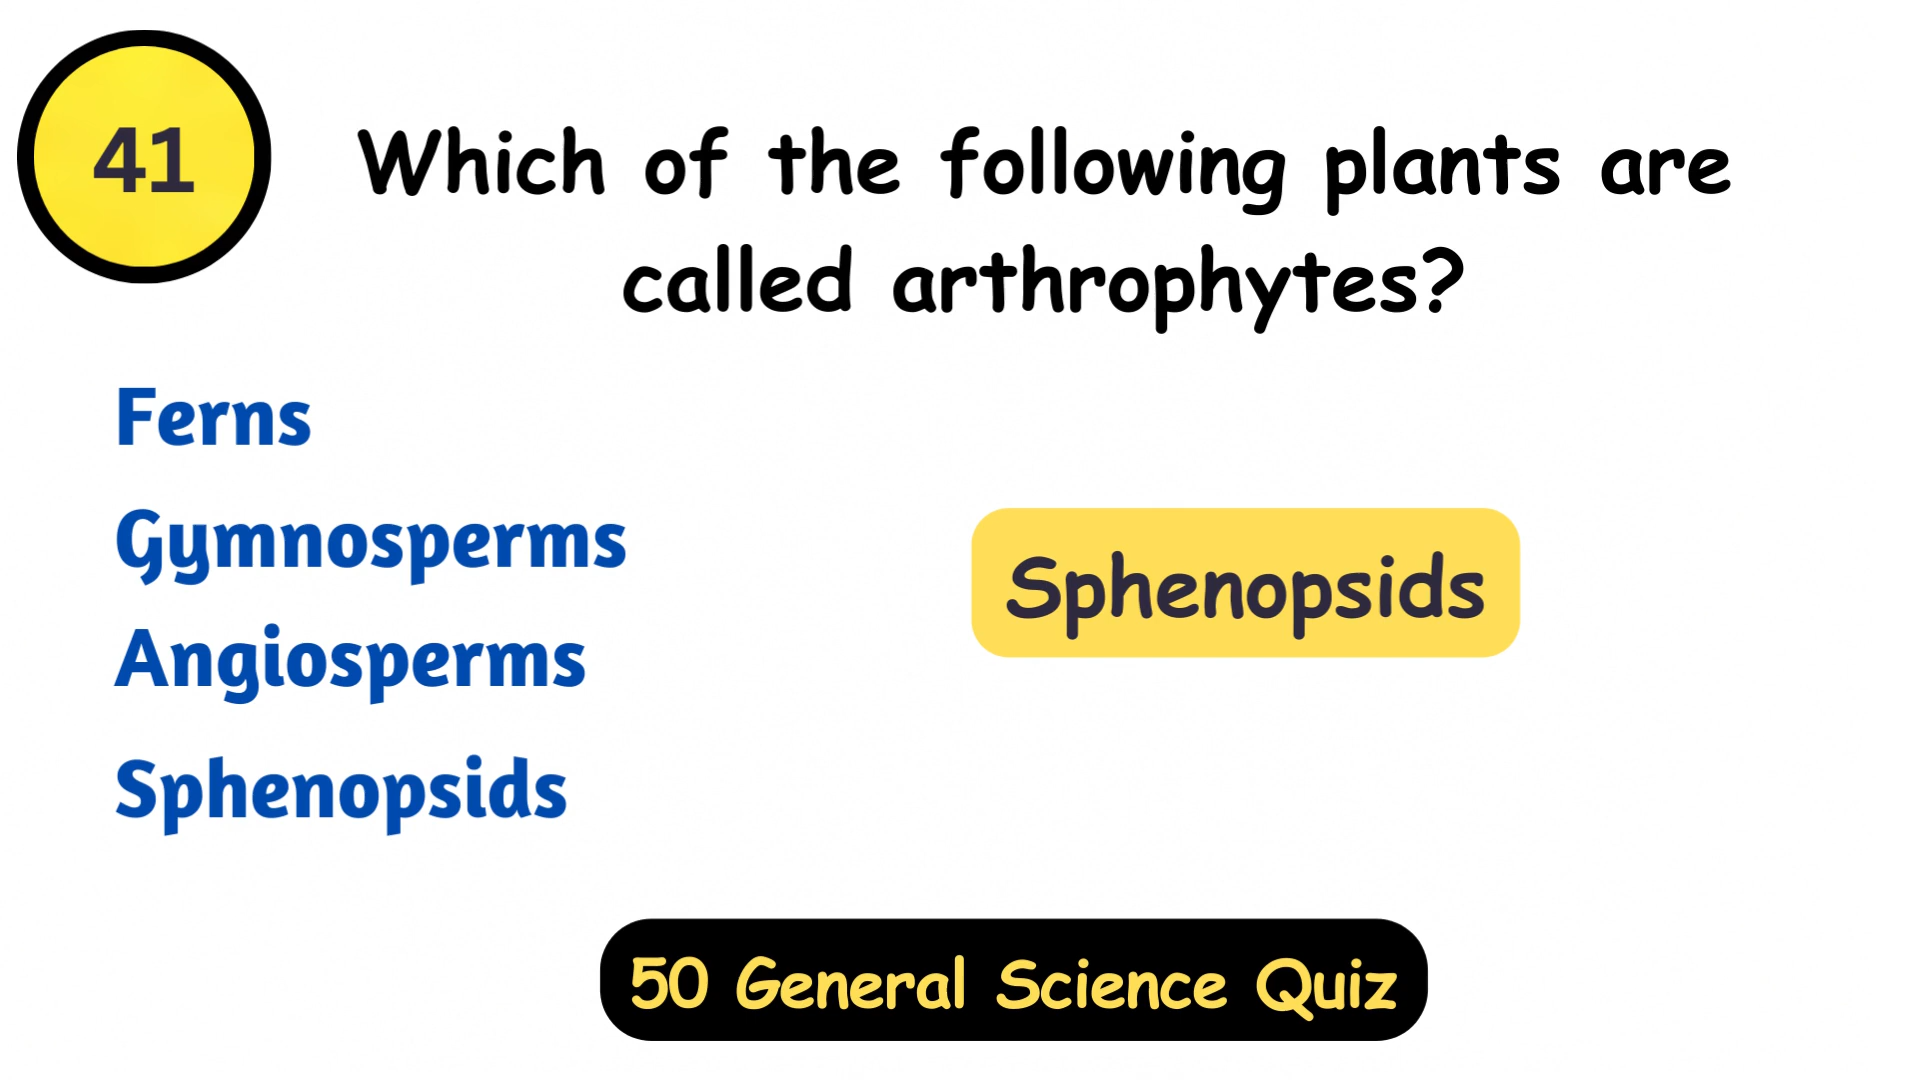 41
Which of the following plants are
called arthrophytes?
Ferns
Gymnosperms
Angiosperms
Sphenopsids
Sphenopsids
50 General Science Quiz